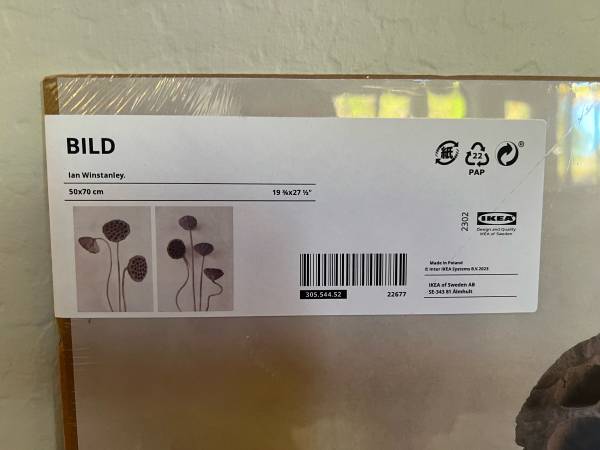 BILD
Ian Winstanley.
50x70 cm 19 ¾x27 ½"
紙
22
PAP
®
2302
IKEA
®
Design and Quality
IKEA of Sweden
Made in Poland
© Inter IKEA Systems B.V. 2023
305.544.52 22677
IKEA of Sweden AB
SE-343 81 Älmhult